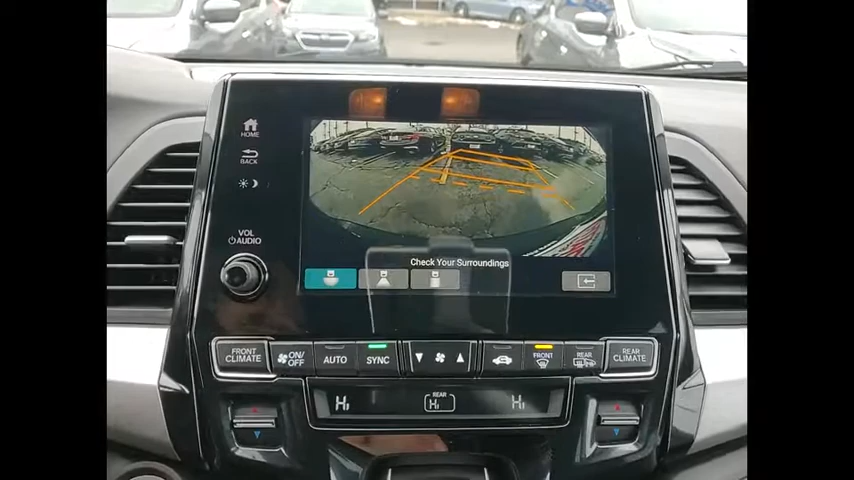 HOME
BACK
VOL
AUDIO
Check Your Surroundings
FRONT
CLIMATE
ON/
OFF
AUTO
SYNC
FRONT
REAR
REAR
CLIMATE
HI
REAR
HI
HI